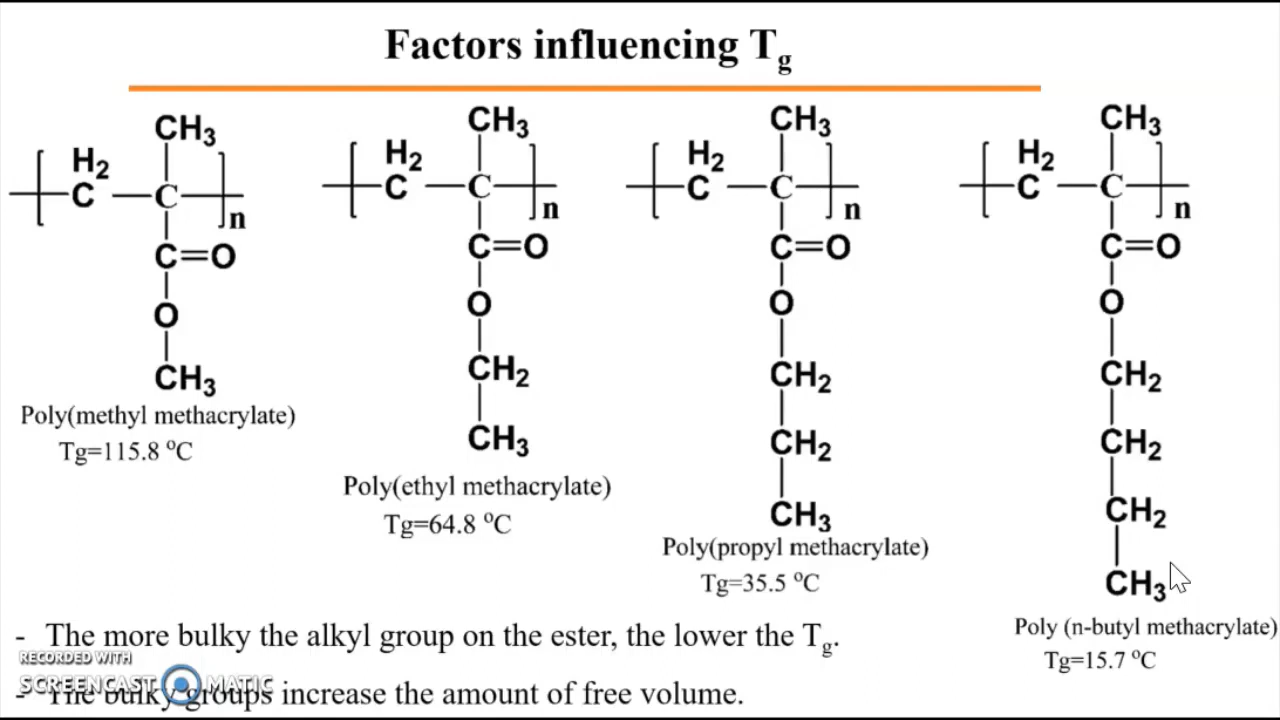 Factors influencing Tg
CH3
H2
C
C
n
C=O
O
CH3
Poly(methyl methacrylate)
Tg=115.8 ºC
CH3
H2
C
C
n
C=O
O
CH2
CH3
Poly(ethyl methacrylate)
Tg=64.8 ºC
CH3
H2
C
C
n
C=O
O
CH2
CH2
CH3
Poly(propyl methacrylate)
Tg=35.5 ºC
CH3
H2
C
C
n
C=O
O
CH2
CH2
CH2
CH3
Poly (n-butyl methacrylate)
Tg=15.7 ºC
- The more bulky the alkyl group on the ester, the lower the Tg.
- The bulky groups increase the amount of free volume.
RECORDED WITH
SCREENCAST MATIC